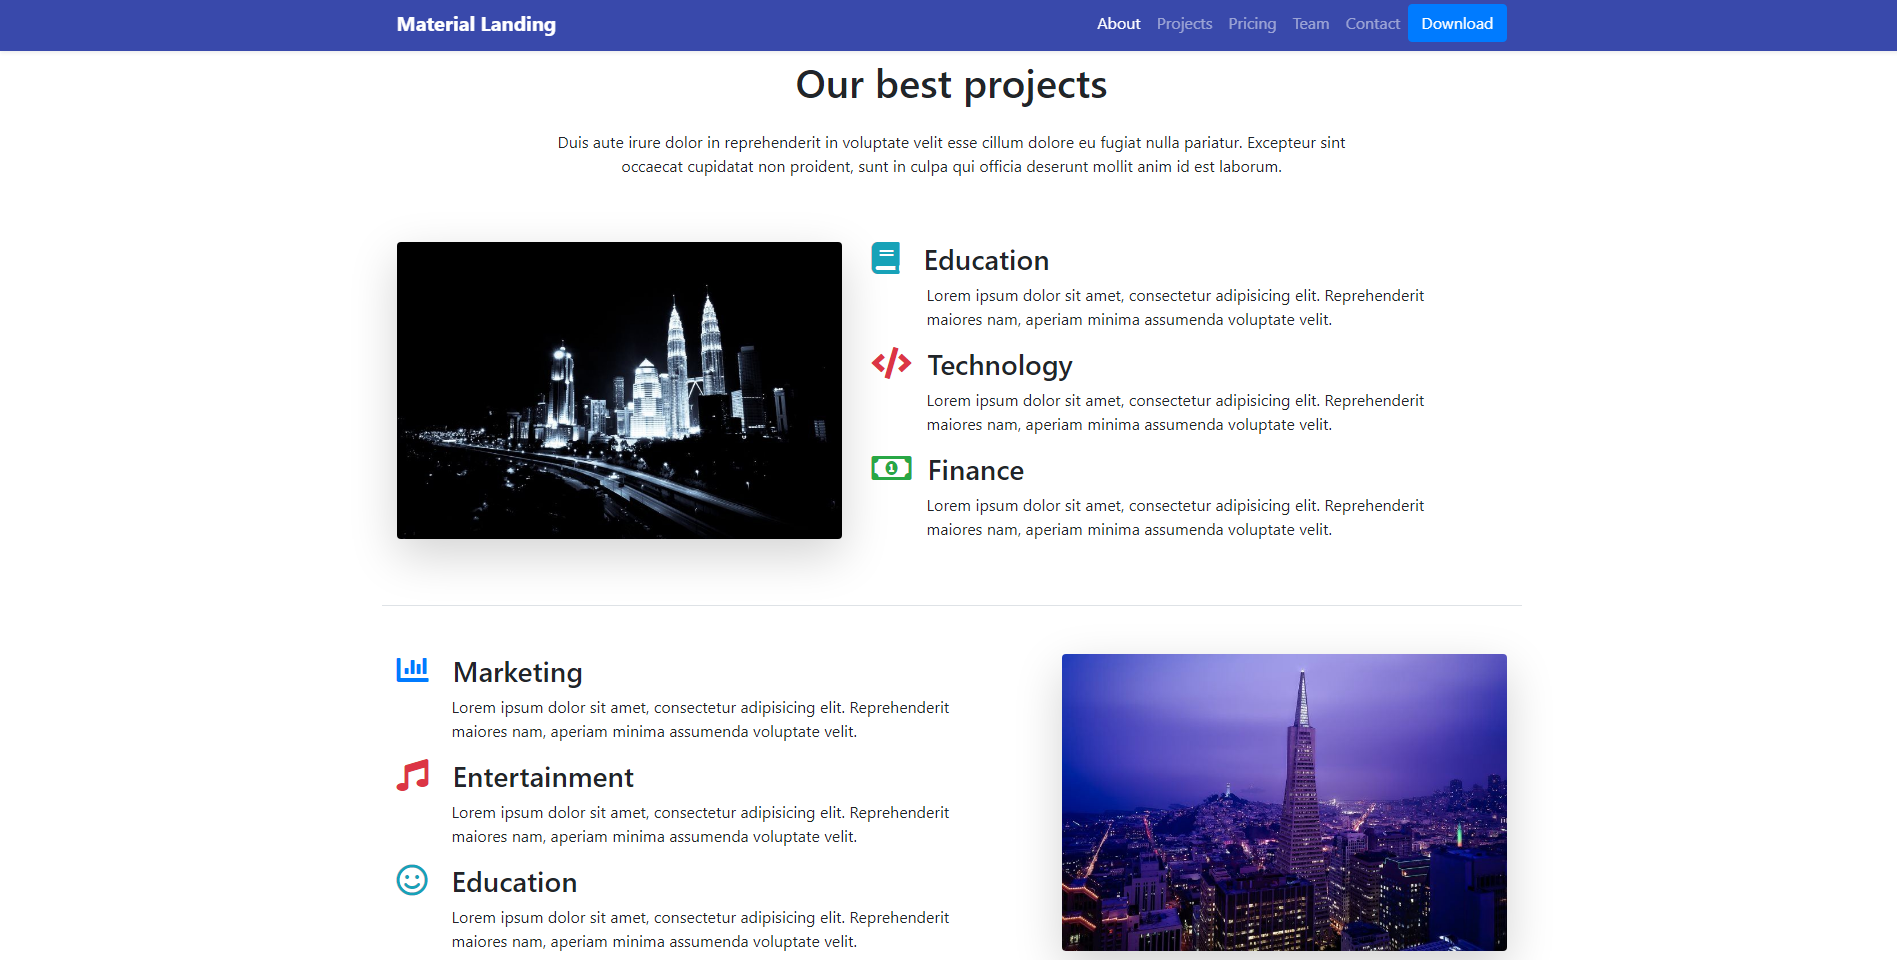 Material Landing
About Projects Pricing Team Contact Download
Our best projects
Duis aute irure dolor in reprehenderit in voluptate velit esse cillum dolore eu fugiat nulla pariatur. Excepteur sint
occaecat cupidatat non proident, sunt in culpa qui officia deserunt mollit anim id est laborum.
Education
Lorem ipsum dolor sit amet, consectetur adipisicing elit. Reprehenderit
maiores nam, aperiam minima assumenda voluptate velit.
Technology
Lorem ipsum dolor sit amet, consectetur adipisicing elit. Reprehenderit
maiores nam, aperiam minima assumenda voluptate velit.
1
Finance
Lorem ipsum dolor sit amet, consectetur adipisicing elit. Reprehenderit
maiores nam, aperiam minima assumenda voluptate velit.
Marketing
Lorem ipsum dolor sit amet, consectetur adipisicing elit. Reprehenderit
maiores nam, aperiam minima assumenda voluptate velit.
Entertainment
Lorem ipsum dolor sit amet, consectetur adipisicing elit. Reprehenderit
maiores nam, aperiam minima assumenda voluptate velit.
Education
Lorem ipsum dolor sit amet, consectetur adipisicing elit. Reprehenderit
maiores nam, aperiam minima assumenda voluptate velit.